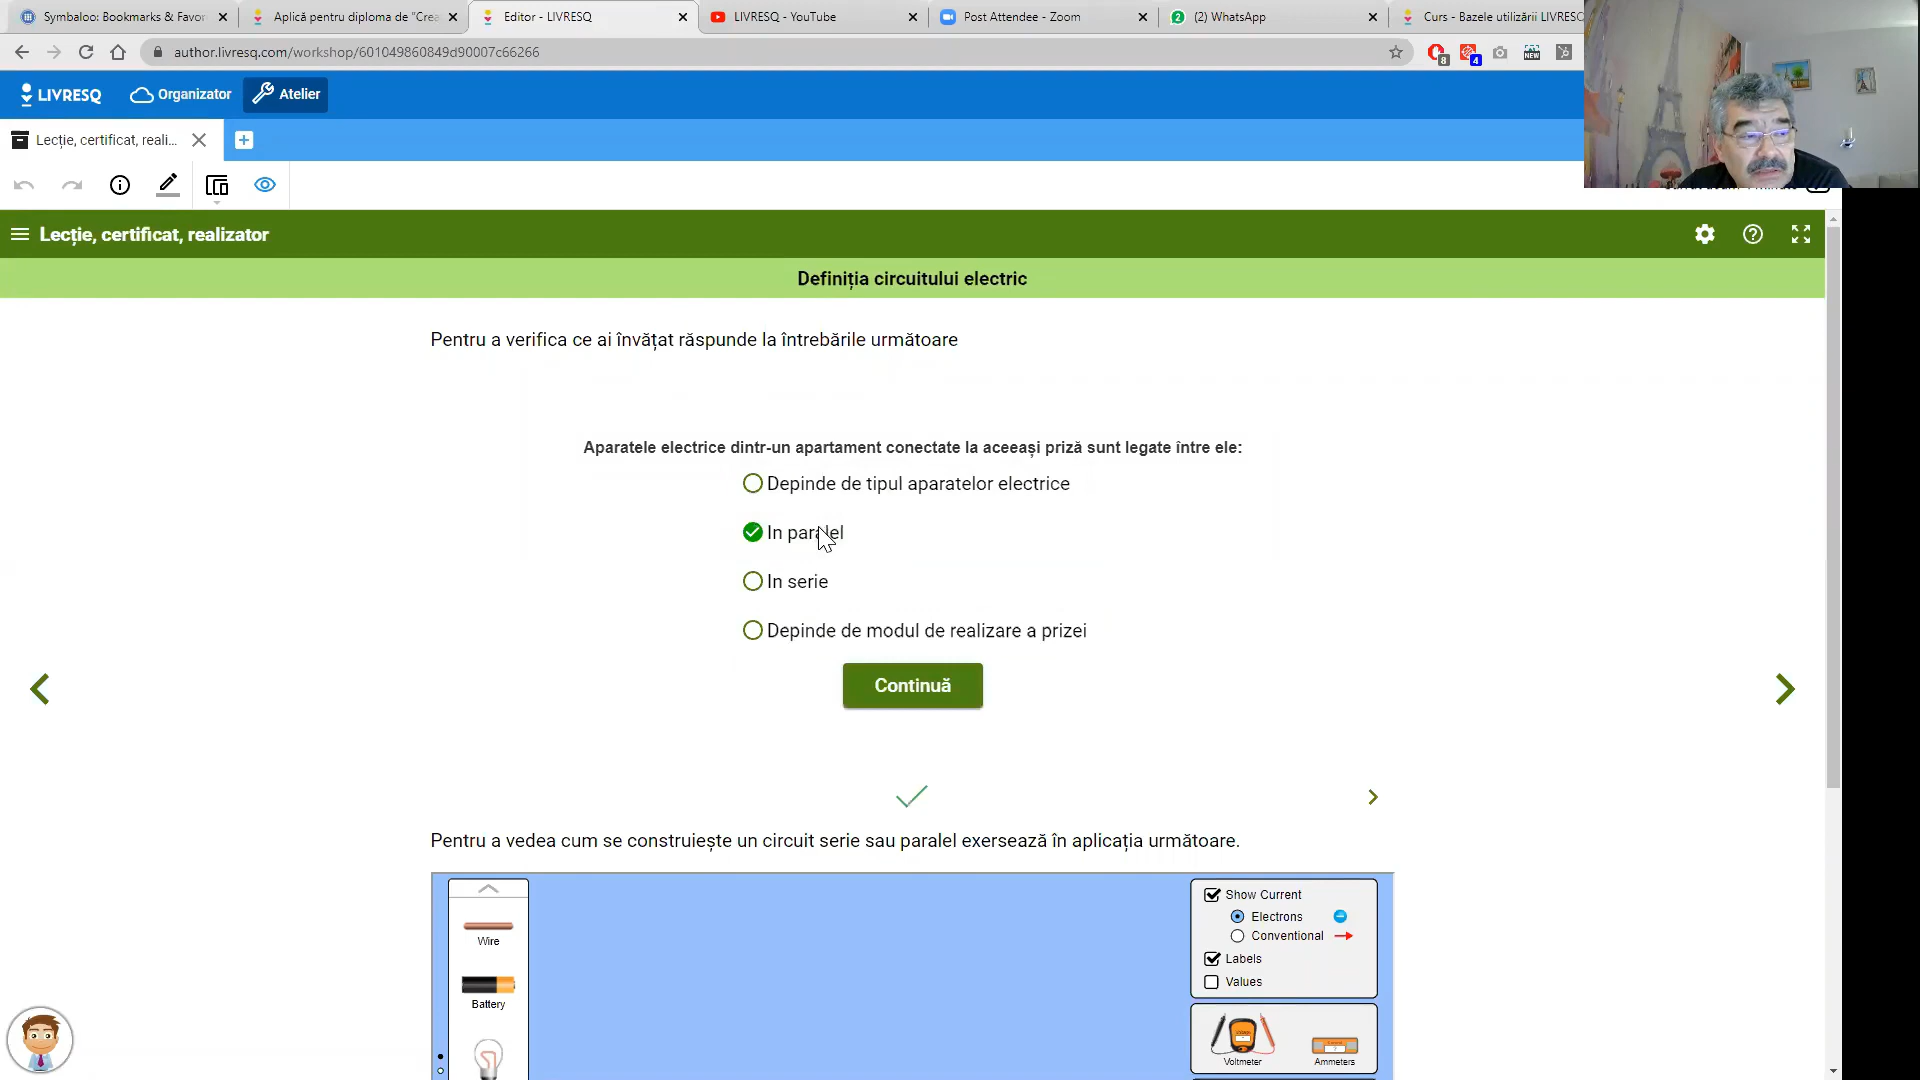 Symbaloo: Bookmarks & Favor
Aplică pentru diploma de "Crea
Editor - LIVRESQ
LIVRESQ - YouTube
Post Attendee - Zoom
(2) WhatsApp
Curs - Bazele utilizării LIVRESQ
author.livresq.com/workshop/601049860849d90007c66266
8
4
NEW
LIVRESQ
Organizator
Atelier
Lecție, certificat, reali...
Lecție, certificat, realizator
Definiția circuitului electric
Pentru a verifica ce ai învățat răspunde la întrebările următoare
Aparatele electrice dintr-un apartament conectate la aceeași priză sunt legate între ele:
Depinde de tipul aparatelor electrice
In paralel
In serie
Depinde de modul de realizare a prizei
Continuă
Pentru a vedea cum se construiește un circuit serie sau paralel exersează în aplicația următoare.
Wire
Battery
Show Current
Electrons
Conventional
Labels
Values
Voltmeter
Ammeters